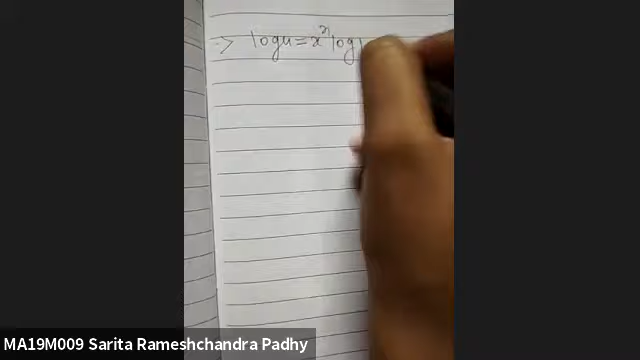 => logu = x^x log
MA19M009 Sarita Rameshchandra Padhy